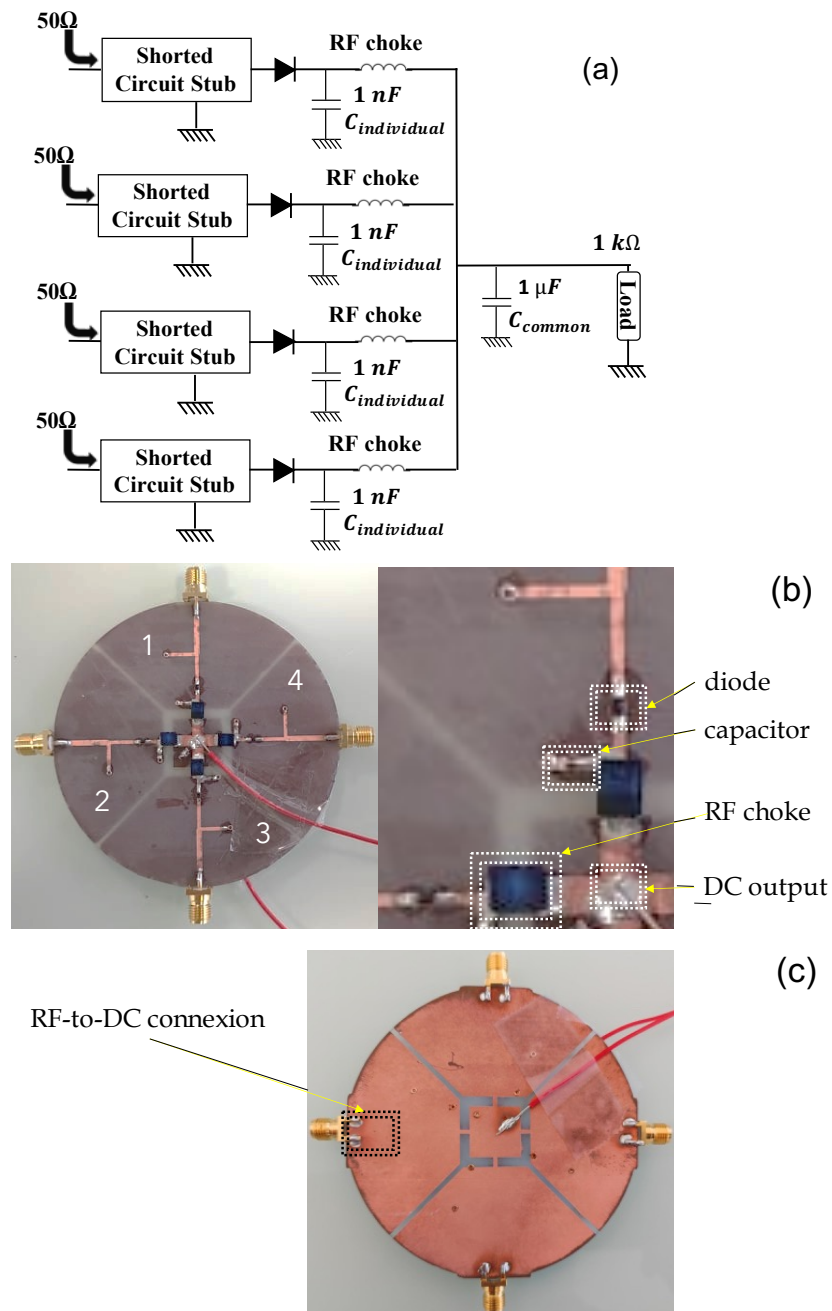 50Ω
Shorted
Circuit Stub
RF choke
1 nF
C_individual
(a)
50Ω
Shorted
Circuit Stub
RF choke
1 nF
C_individual
50Ω
Shorted
Circuit Stub
RF choke
1 nF
C_individual
50Ω
Shorted
Circuit Stub
RF choke
1 nF
C_individual
1 μF
C_common
1 kΩ
Load
(b)
1
4
2
3
diode
capacitor
RF choke
DC output
(c)
RF-to-DC connexion